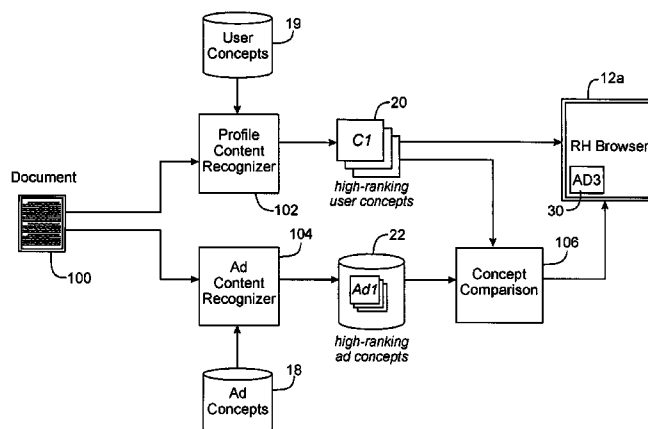 19
User
Concepts
12a
20
Profile
Content
Recognizer
C1
RH Browser
Document
high-ranking
user concepts
AD3
102
30
104
22
106
100
Ad
Content
Recognizer
Ad1
Concept
Comparison
high-ranking
ad concepts
18
Ad
Concepts